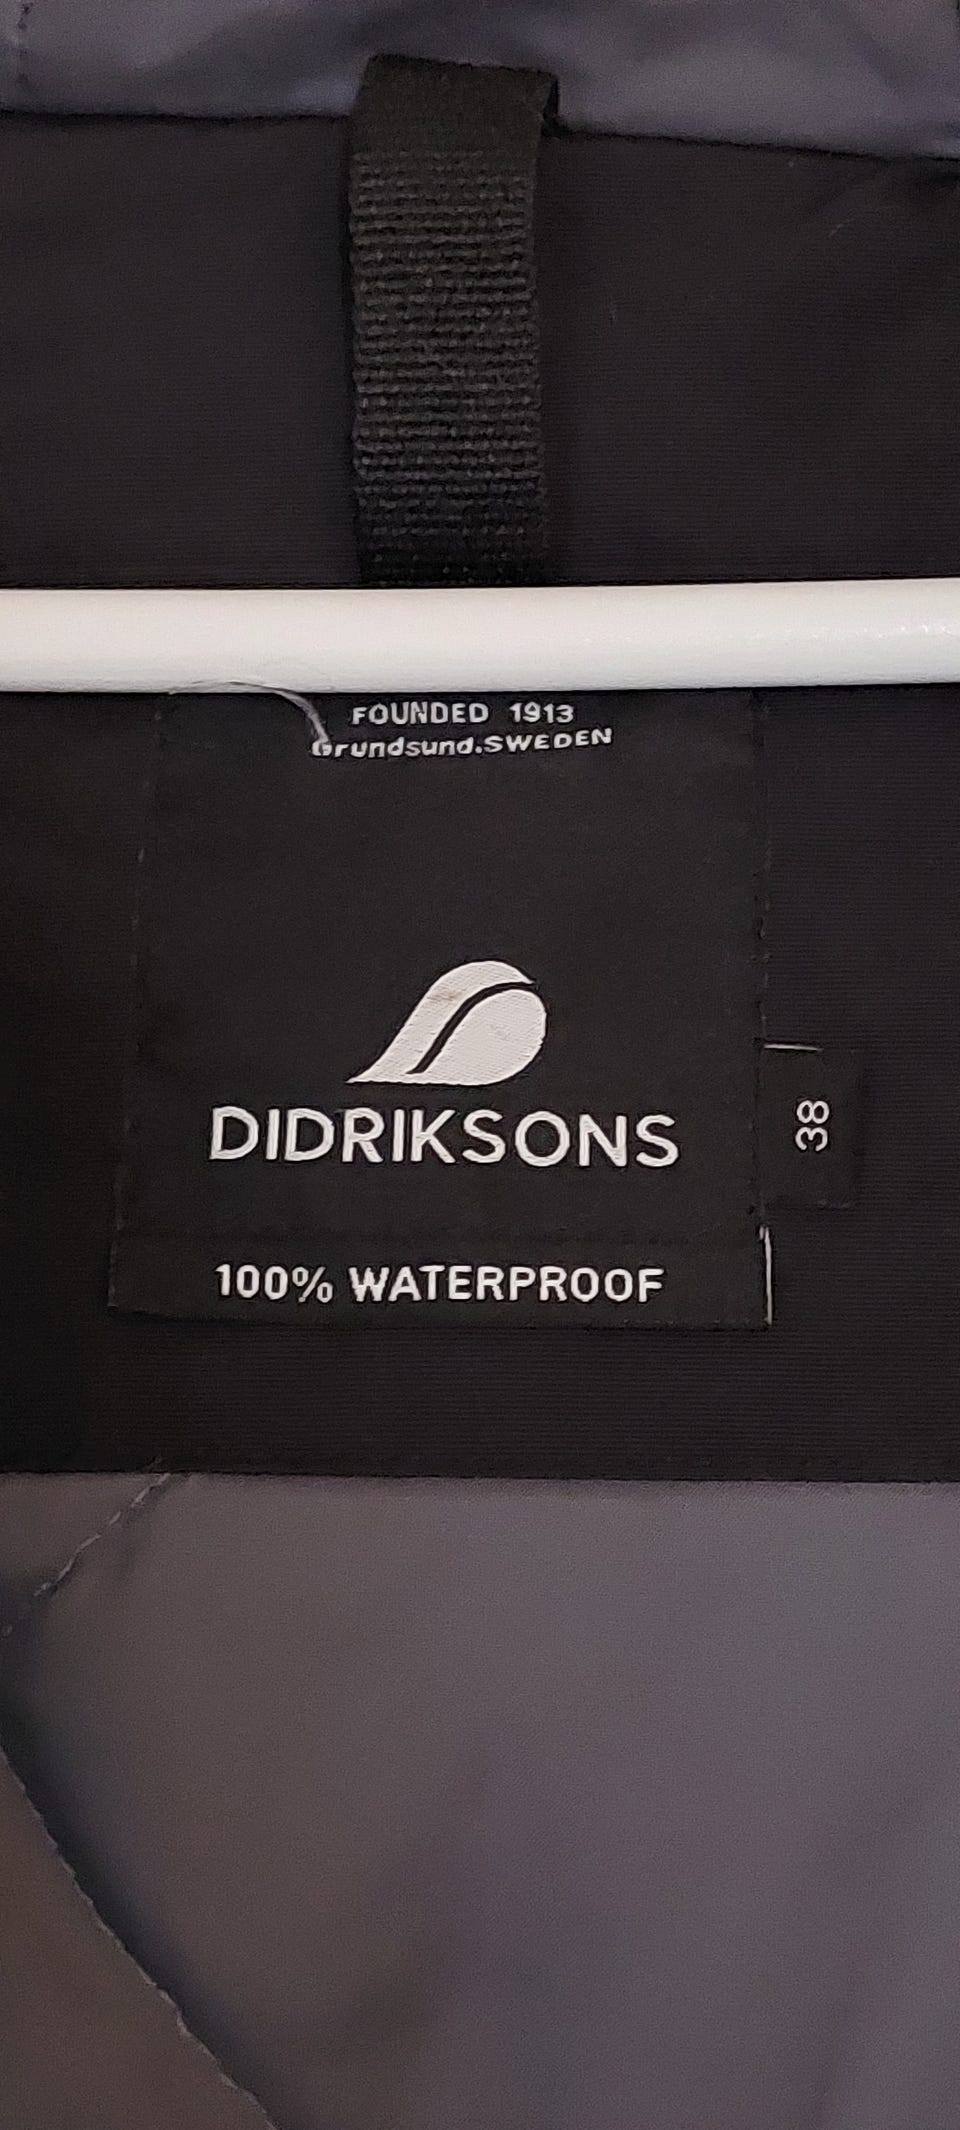 FOUNDED 1913
Grundsund.SWEDEN
DIDRIKSONS
38
100% WATERPROOF